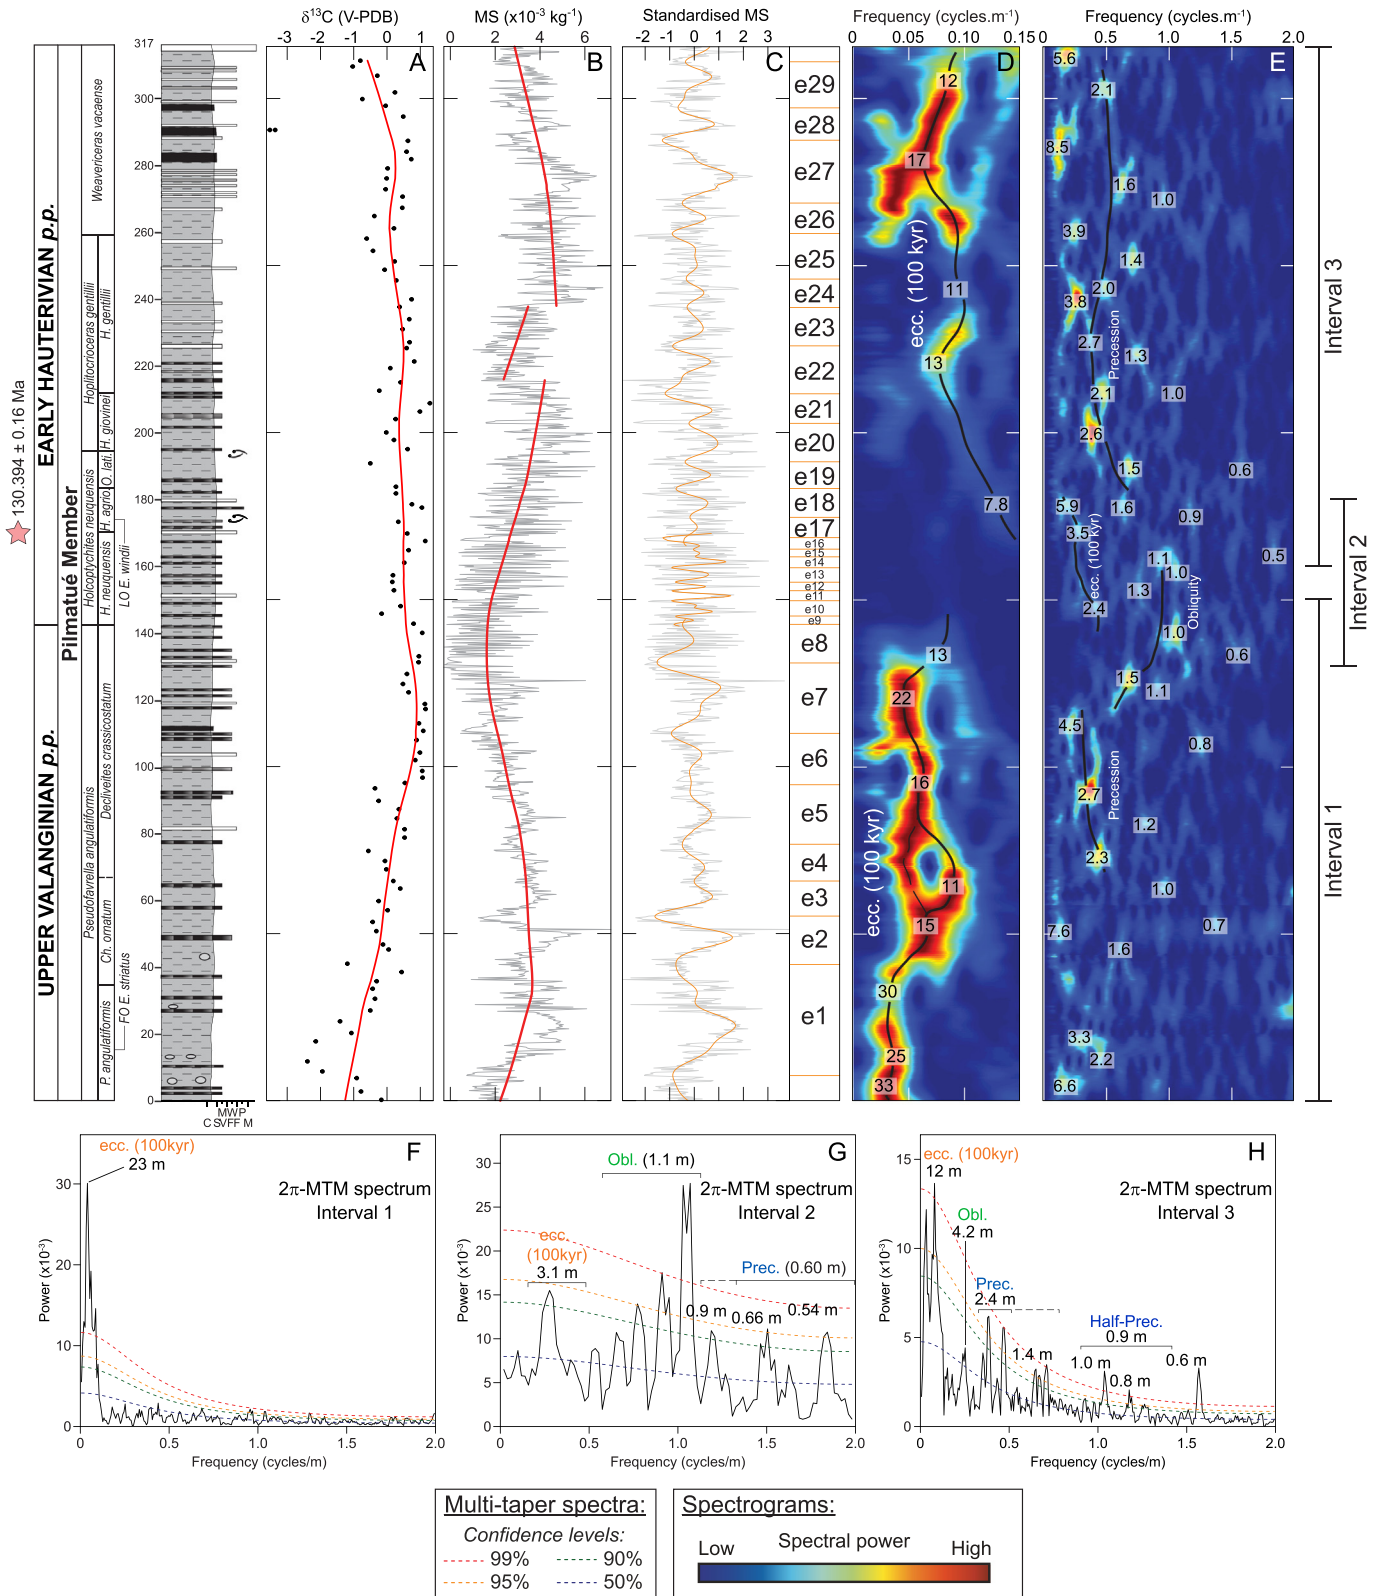 δ¹³C (V-PDB)
-3 -2 -1 0 1
A
MS (x10⁻³ kg⁻¹)
0 2 4 6
B
Standardised MS
-2 -1 0 1 2 3
C
Frequency (cycles.m⁻¹)
0 0.05 0.10 0.15
D
Frequency (cycles.m⁻¹)
0 0.5 1.0 1.5 2.0
E
130.394 ± 0.16 Ma
EARLY HAUTERIVIAN p.p.
UPPER VALANGINIAN p.p.
Pilmatué Member
Weavericeras vacaense
Hoplitocrioceras gentilii
H. gentilii
H. giovinei
Holcoptychites neuquensis
O. lati.
H. agrio.
H. neuquensis
LO E. windii
Pseudofavrella angulatiformis
Decliveites crassicostatum
Ch. ornatum
P. angulatiformis
FO E. striatus
317
300
280
260
240
220
200
180
160
140
120
100
80
60
40
20
0
MWP
C SVFF M
e29
e28
e27
e26
e25
e24
e23
e22
e21
e20
e19
e18
e17
e16
e15
e14
e13
e12
e11
e10
e9
e8
e7
e6
e5
e4
e3
e2
e1
12
17
ecc. (100 kyr)
11
13
7.8
13
22
16
11
ecc. (100 kyr)
15
30
25
33
5.6
2.1
8.5
1.6
1.0
3.9
1.4
2.0
3.8
Precession
2.7
1.3
2.1
1.0
2.6
1.5
0.6
5.9
1.6
0.9
3.5
ecc. (100 kyr)
1.1
0.5
1.0
1.3
Obliquity
2.4
1.0
0.6
1.5
1.1
4.5
0.8
Precession
2.7
1.2
2.3
1.0
7.6
0.7
1.6
3.3
2.2
6.6
Interval 3
Interval 2
Interval 1
F
ecc. (100kyr)
23 m
2π-MTM spectrum
Interval 1
Power (x10⁻³)
30
20
10
0
0 0.5 1.0 1.5 2.0
Frequency (cycles/m)
G
Obl. (1.1 m)
2π-MTM spectrum
Interval 2
ecc.
(100kyr)
3.1 m
Prec. (0.60 m)
0.9 m
0.66 m
0.54 m
Power (x10⁻³)
30
25
20
15
10
5
0
0 0.5 1.0 1.5 2.0
Frequency (cycles/m)
H
ecc. (100kyr)
12 m
2π-MTM spectrum
Interval 3
Obl.
4.2 m
Prec.
2.4 m
1.4 m
Half-Prec.
0.9 m
1.0 m
0.8 m
0.6 m
Power (x10⁻³)
15
10
5
0
0 0.5 1.0 1.5 2.0
Frequency (cycles/m)
Multi-taper spectra:
Confidence levels:
99% 90%
95% 50%
Spectrograms:
Spectral power
Low High